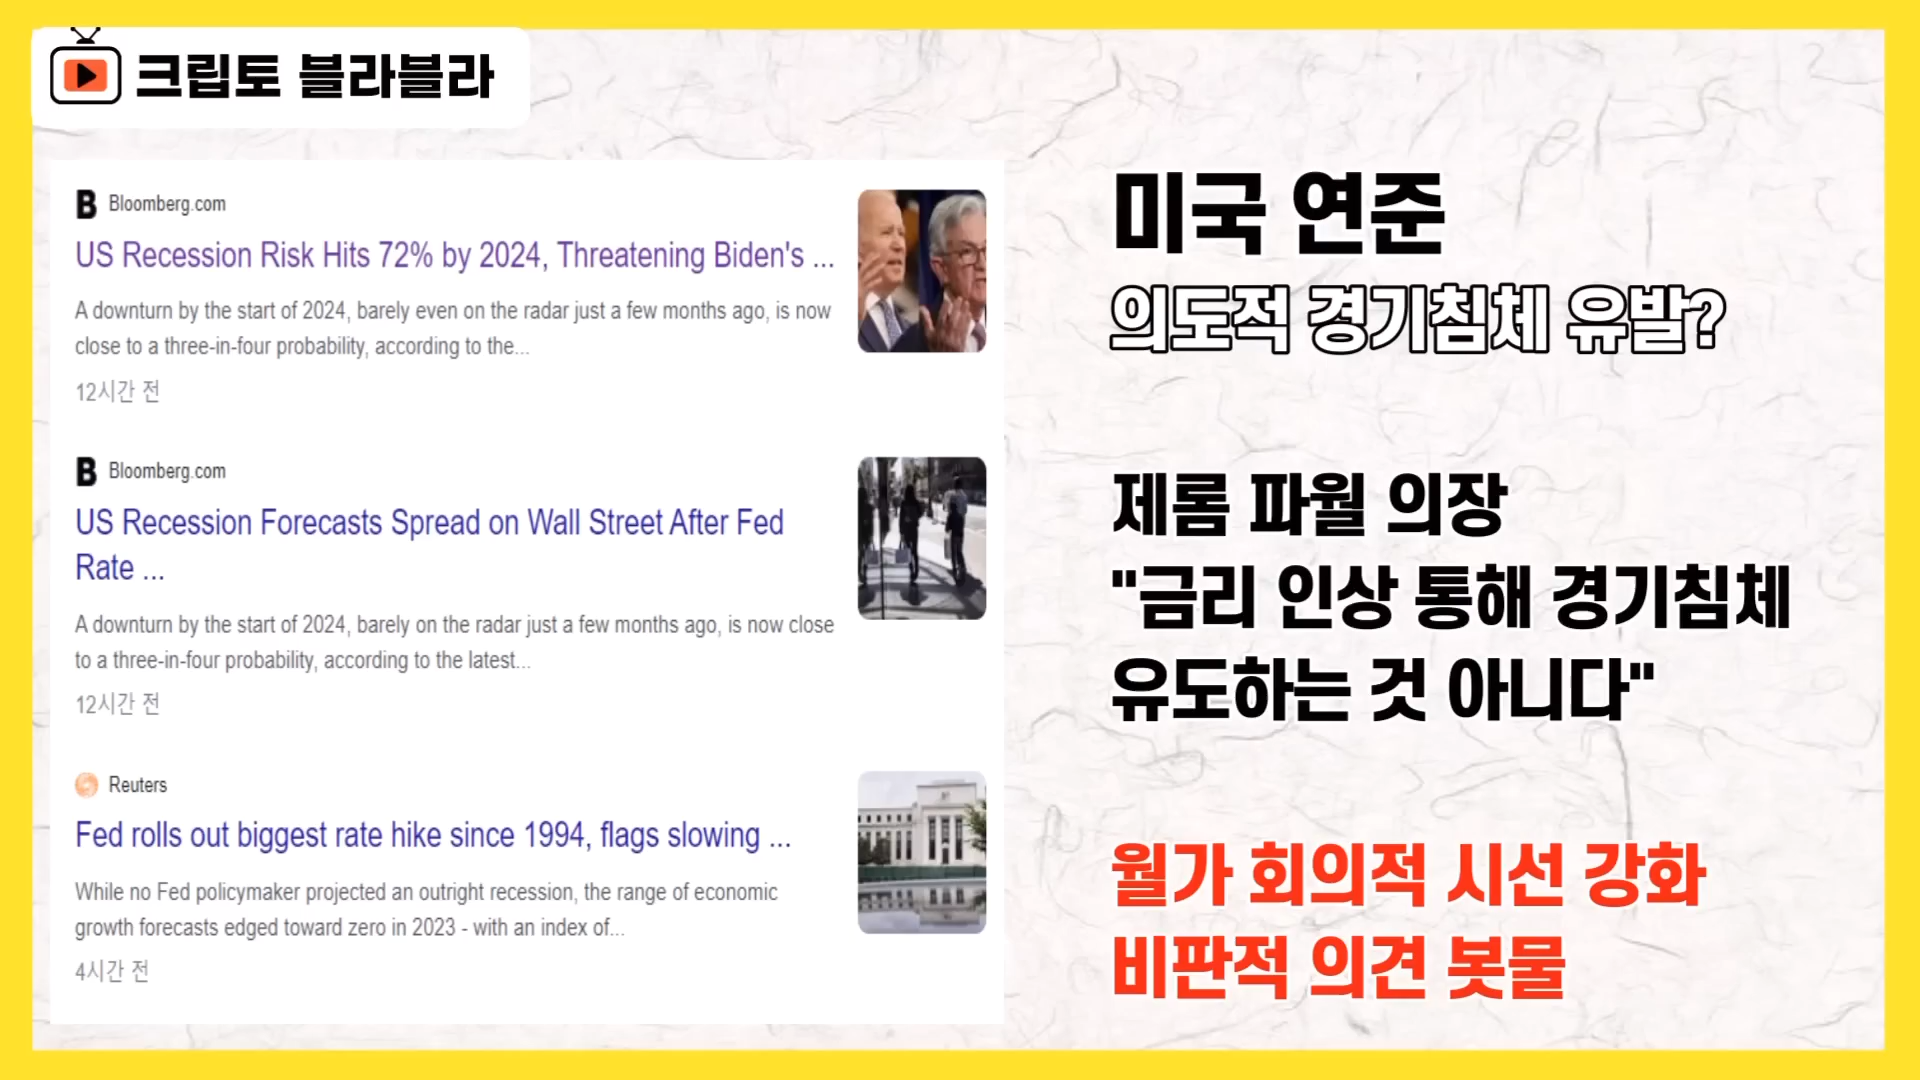 크립토 블라블라
B Bloomberg.com
US Recession Risk Hits 72% by 2024, Threatening Biden's ...
A downturn by the start of 2024, barely even on the radar just a few months ago, is now
close to a three-in-four probability, according to the...
12시간 전
B Bloomberg.com
US Recession Forecasts Spread on Wall Street After Fed
Rate ...
A downturn by the start of 2024, barely on the radar just a few months ago, is now close
to a three-in-four probability, according to the latest...
12시간 전
Reuters
Fed rolls out biggest rate hike since 1994, flags slowing ...
While no Fed policymaker projected an outright recession, the range of economic
growth forecasts edged toward zero in 2023 - with an index of...
4시간 전
미국 연준
의도적 경기침체 유발?
제롬 파월 의장
"금리 인상 통해 경기침체
유도하는 것 아니다"
월가 회의적 시선 강화
비판적 의견 봇물